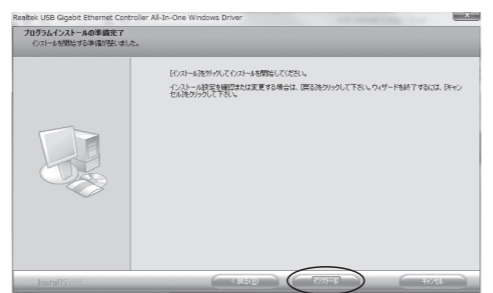 Realtek USB Gigabit Ethernet Controller All-In-One Windows Driver
プログラムインストールの準備完了
インストールを開始する準備が整いました。
[インストール]をクリックしてインストールを開始してください。
インストール設定を確認または変更する場合は、[戻る]をクリックして下さい。ウィザードを終了するには、[キャン
セル]をクリックして下さい。
InstallShield
< 戻る(B)
インストール
キャンセル